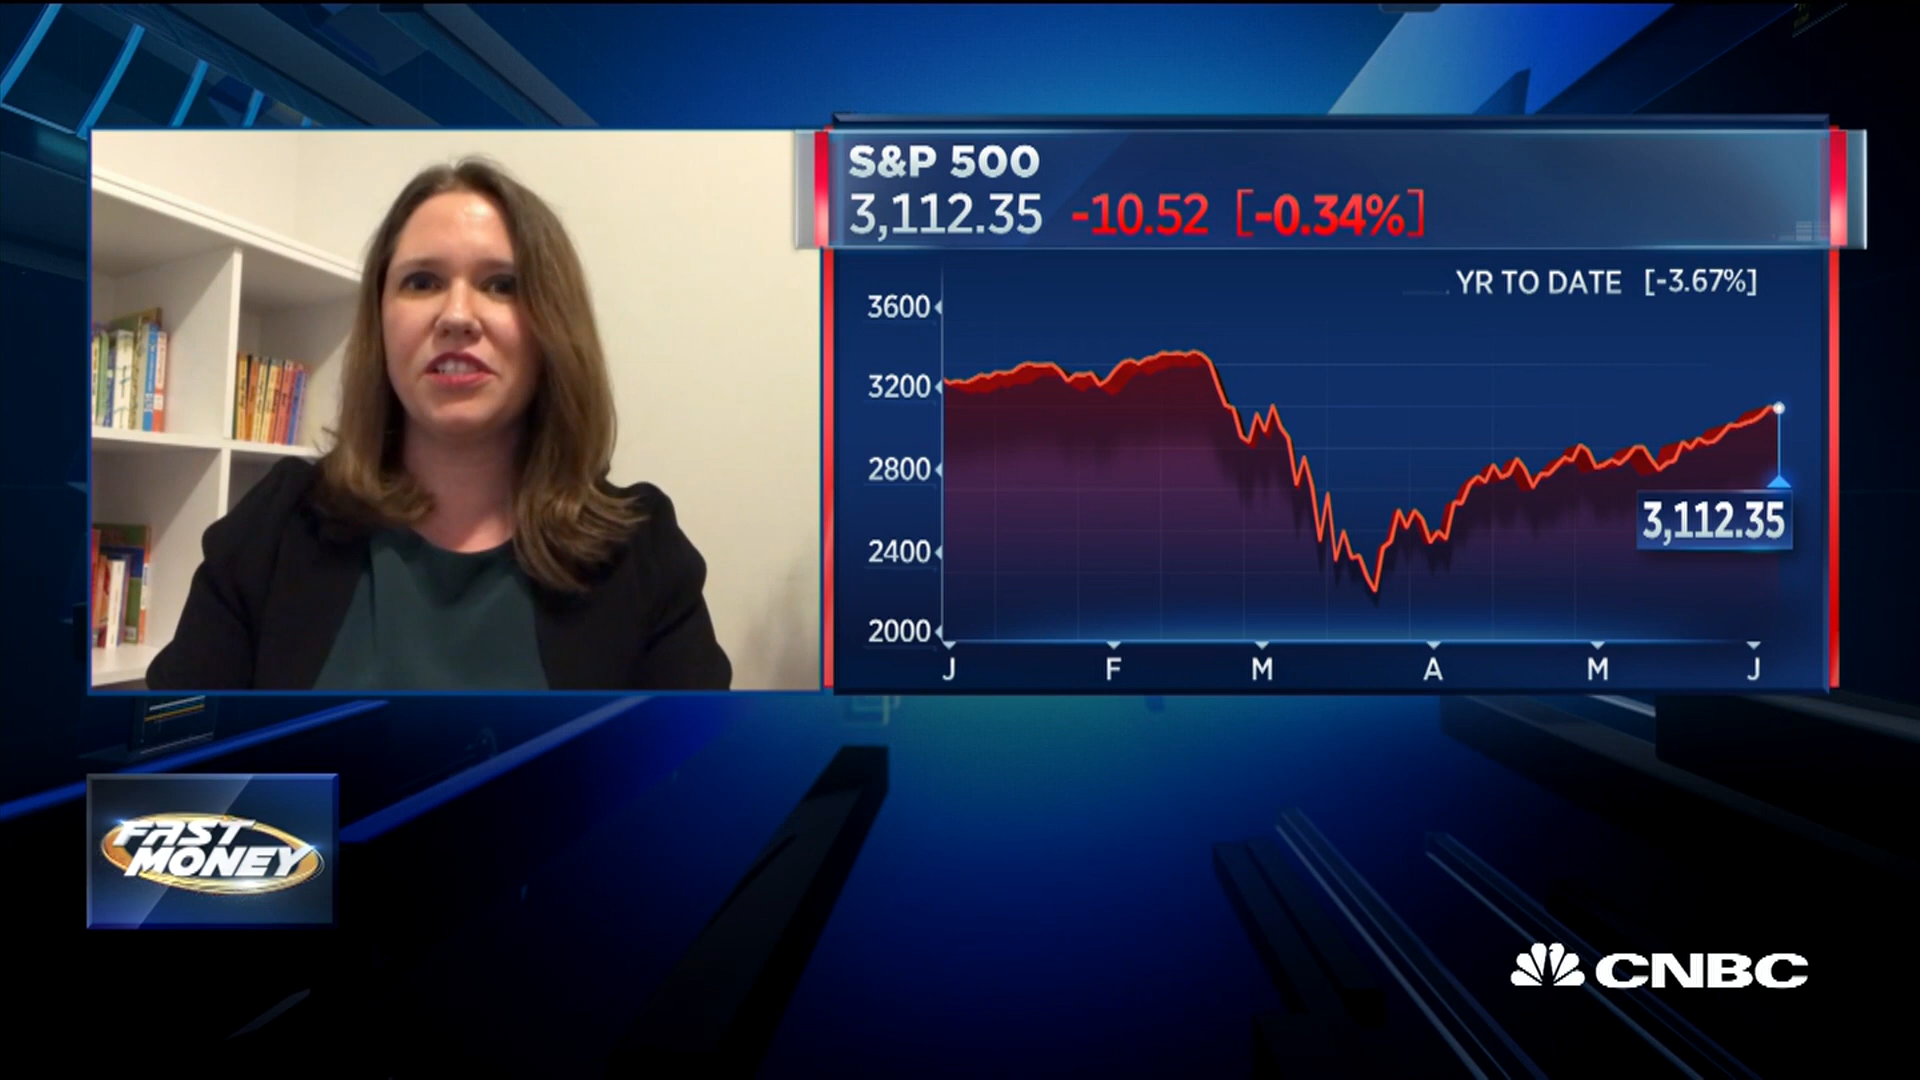 S&P 500
3,112.35 -10.52 [-0.34%]
YR TO DATE [-3.67%]
3600
3200
2800
2400
2000
3,112.35
J F M A M J
FAST
MONEY
CNBC